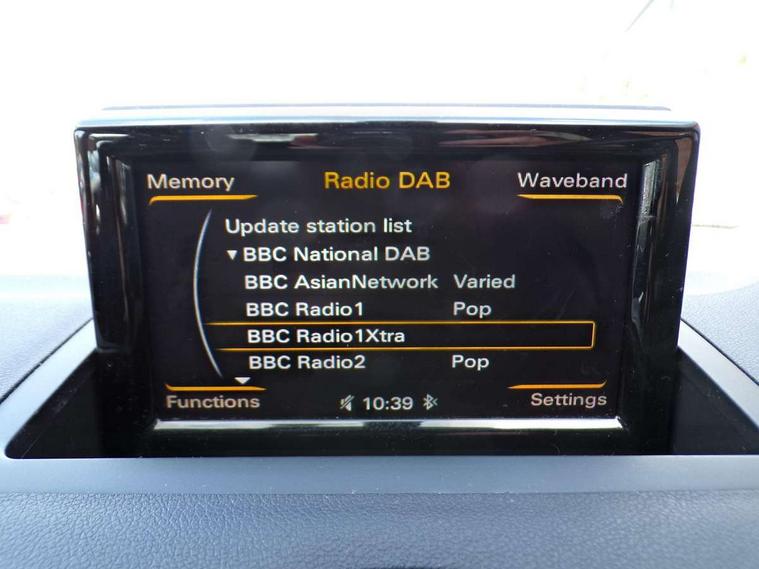 Memory Radio DAB Waveband
Update station list
BBC National DAB
BBC AsianNetwork Varied
BBC Radio1 Pop
BBC Radio1Xtra
BBC Radio2 Pop
Functions 10:39 Settings